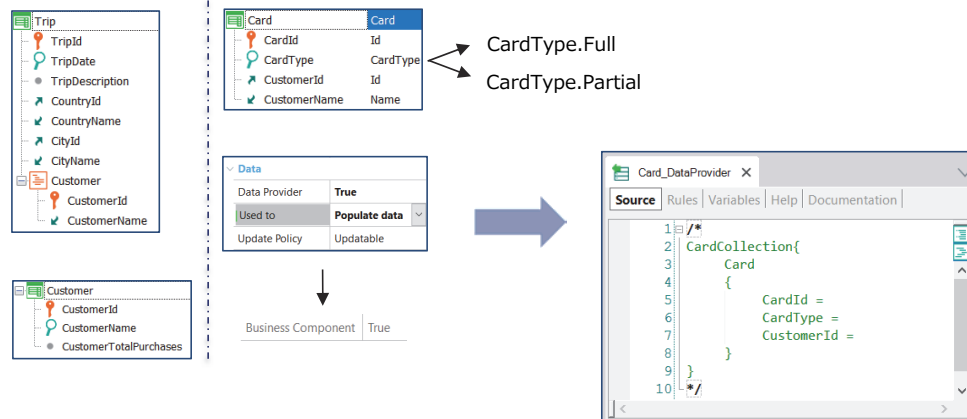 Trip
TripId
TripDate
TripDescription
CountryId
CountryName
CityId
CityName
Customer
CustomerId
CustomerName
Customer
CustomerId
CustomerName
CustomerTotalPurchases
Card Card
CardId Id
CardType CardType
CustomerId Id
CustomerName Name
CardType.Full
CardType.Partial
Data
Data Provider True
Used to Populate data
Update Policy Updatable
Business Component True
Card_DataProvider X
Source Rules Variables Help Documentation
1 /*
2 CardCollection{
3 Card
4 {
5 CardId =
6 CardType =
7 CustomerId =
8 }
9 }
10 */